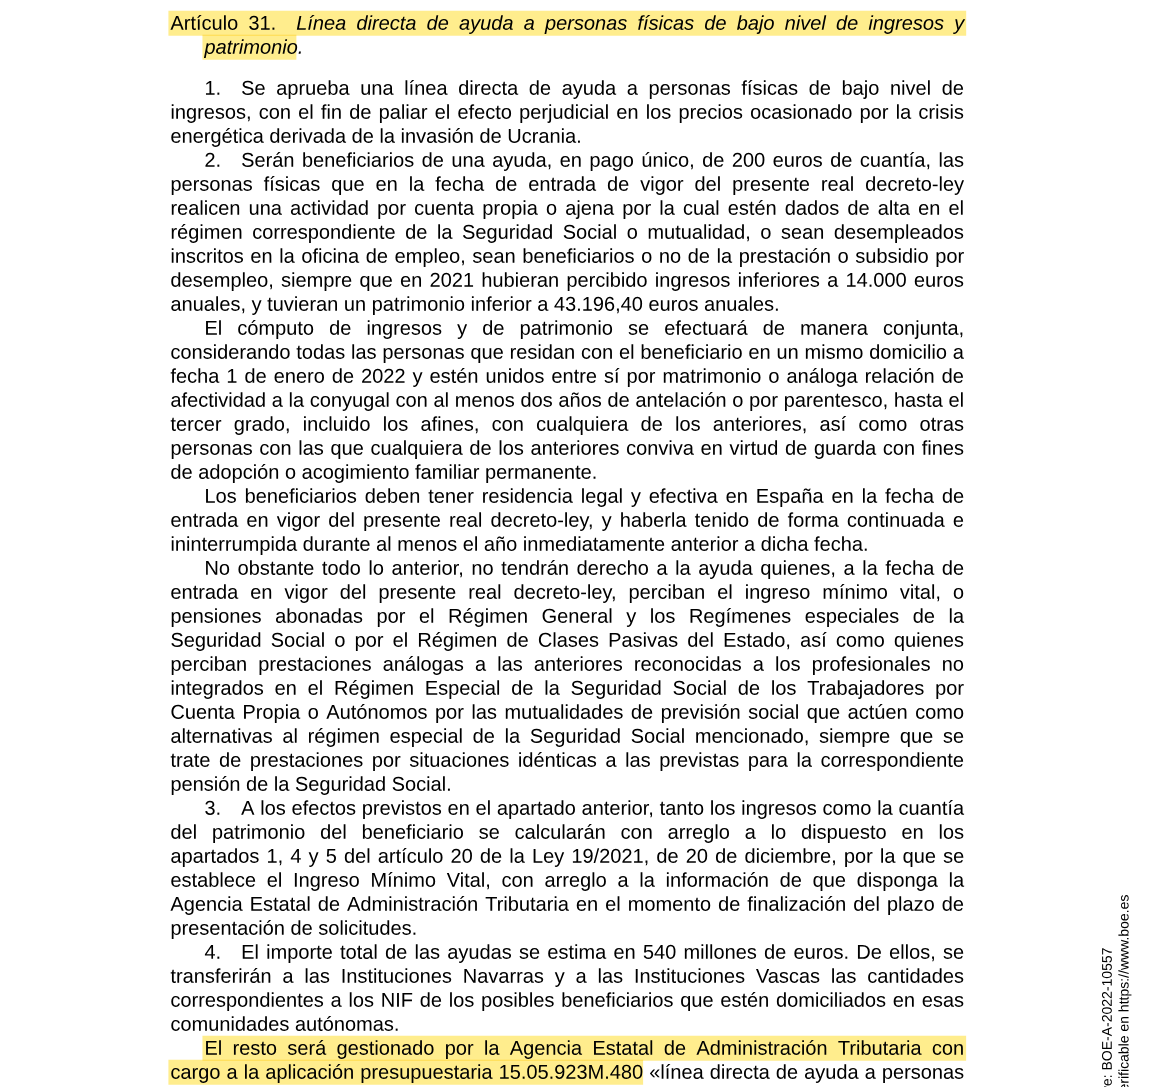 Artículo 31. Línea directa de ayuda a personas físicas de bajo nivel de ingresos y
patrimonio.
1. Se aprueba una línea directa de ayuda a personas físicas de bajo nivel de
ingresos, con el fin de paliar el efecto perjudicial en los precios ocasionado por la crisis
energética derivada de la invasión de Ucrania.
2. Serán beneficiarios de una ayuda, en pago único, de 200 euros de cuantía, las
personas físicas que en la fecha de entrada de vigor del presente real decreto-ley
realicen una actividad por cuenta propia o ajena por la cual estén dados de alta en el
régimen correspondiente de la Seguridad Social o mutualidad, o sean desempleados
inscritos en la oficina de empleo, sean beneficiarios o no de la prestación o subsidio por
desempleo, siempre que en 2021 hubieran percibido ingresos inferiores a 14.000 euros
anuales, y tuvieran un patrimonio inferior a 43.196,40 euros anuales.
El cómputo de ingresos y de patrimonio se efectuará de manera conjunta,
considerando todas las personas que residan con el beneficiario en un mismo domicilio a
fecha 1 de enero de 2022 y estén unidos entre sí por matrimonio o análoga relación de
afectividad a la conyugal con al menos dos años de antelación o por parentesco, hasta el
tercer grado, incluido los afines, con cualquiera de los anteriores, así como otras
personas con las que cualquiera de los anteriores conviva en virtud de guarda con fines
de adopción o acogimiento familiar permanente.
Los beneficiarios deben tener residencia legal y efectiva en España en la fecha de
entrada en vigor del presente real decreto-ley, y haberla tenido de forma continuada e
ininterrumpida durante al menos el año inmediatamente anterior a dicha fecha.
No obstante todo lo anterior, no tendrán derecho a la ayuda quienes, a la fecha de
entrada en vigor del presente real decreto-ley, perciban el ingreso mínimo vital, o
pensiones abonadas por el Régimen General y los Regímenes especiales de la
Seguridad Social o por el Régimen de Clases Pasivas del Estado, así como quienes
perciban prestaciones análogas a las anteriores reconocidas a los profesionales no
integrados en el Régimen Especial de la Seguridad Social de los Trabajadores por
Cuenta Propia o Autónomos por las mutualidades de previsión social que actúen como
alternativas al régimen especial de la Seguridad Social mencionado, siempre que se
trate de prestaciones por situaciones idénticas a las previstas para la correspondiente
pensión de la Seguridad Social.
3. A los efectos previstos en el apartado anterior, tanto los ingresos como la cuantía
del patrimonio del beneficiario se calcularán con arreglo a lo dispuesto en los
apartados 1, 4 y 5 del artículo 20 de la Ley 19/2021, de 20 de diciembre, por la que se
establece el Ingreso Mínimo Vital, con arreglo a la información de que disponga la
Agencia Estatal de Administración Tributaria en el momento de finalización del plazo de
presentación de solicitudes.
4. El importe total de las ayudas se estima en 540 millones de euros. De ellos, se
transferirán a las Instituciones Navarras y a las Instituciones Vascas las cantidades
correspondientes a los NIF de los posibles beneficiarios que estén domiciliados en esas
comunidades autónomas.
El resto será gestionado por la Agencia Estatal de Administración Tributaria con
cargo a la aplicación presupuestaria 15.05.923M.480 «línea directa de ayuda a personas
e: BOE-A-2022-10557
erificable en https://www.boe.es